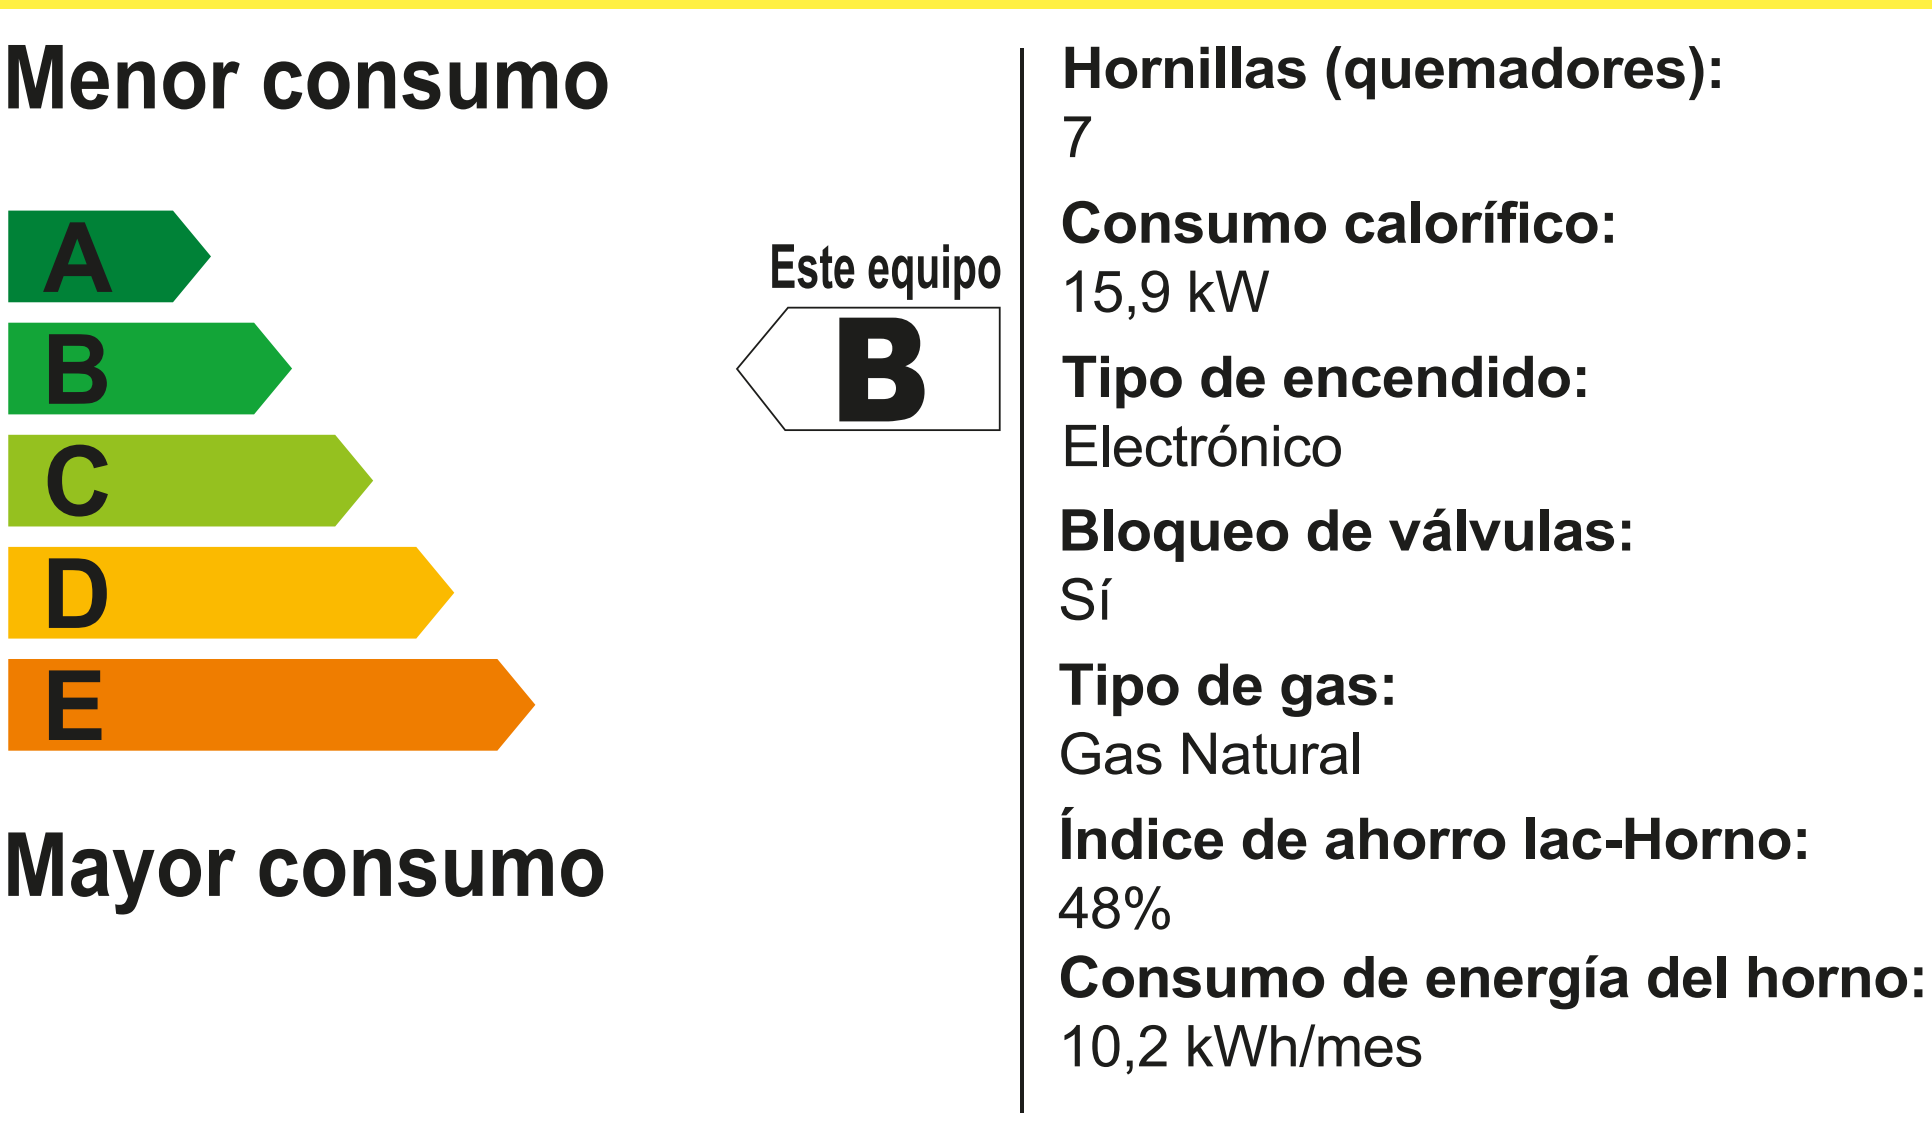 Menor consumo
A
B
C
D
E
Mayor consumo
Este equipo
B
Hornillas (quemadores):
7
Consumo calorífico:
15,9 kW
Tipo de encendido:
Electrónico
Bloqueo de válvulas:
Sí
Tipo de gas:
Gas Natural
Índice de ahorro Iac-Horno:
48%
Consumo de energía del horno:
10,2 kWh/mes